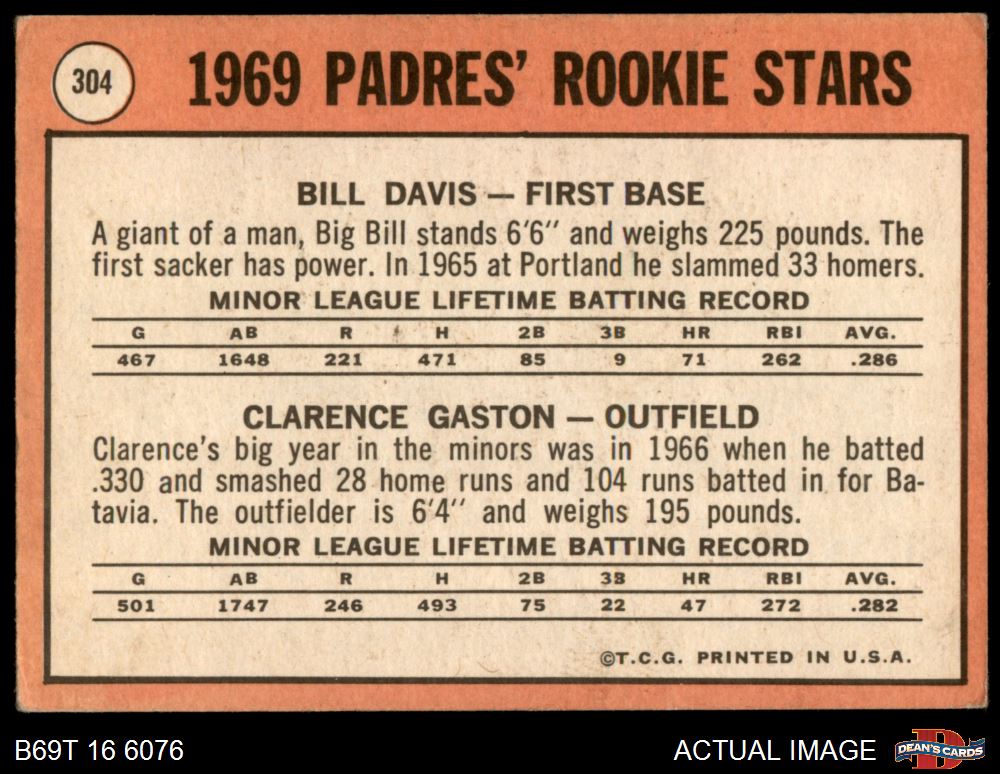 304
1969 PADRES' ROOKIE STARS
BILL DAVIS — FIRST BASE
A giant of a man, Big Bill stands 6'6" and weighs 225 pounds. The
first sacker has power. In 1965 at Portland he slammed 33 homers.
MINOR LEAGUE LIFETIME BATTING RECORD
G AB R H 2B 3B HR RBI AVG.
467 1648 221 471 85 9 71 262 .286
CLARENCE GASTON — OUTFIELD
Clarence's big year in the minors was in 1966 when he batted
.330 and smashed 28 home runs and 104 runs batted in for Ba-
tavia. The outfielder is 6'4" and weighs 195 pounds.
MINOR LEAGUE LIFETIME BATTING RECORD
G AB R H 2B 3B HR RBI AVG.
501 1747 246 493 75 22 47 272 .282
©T.C.G. PRINTED IN U.S.A.
B69T 16 6076
ACTUAL IMAGE
D
DEAN'S CARDS